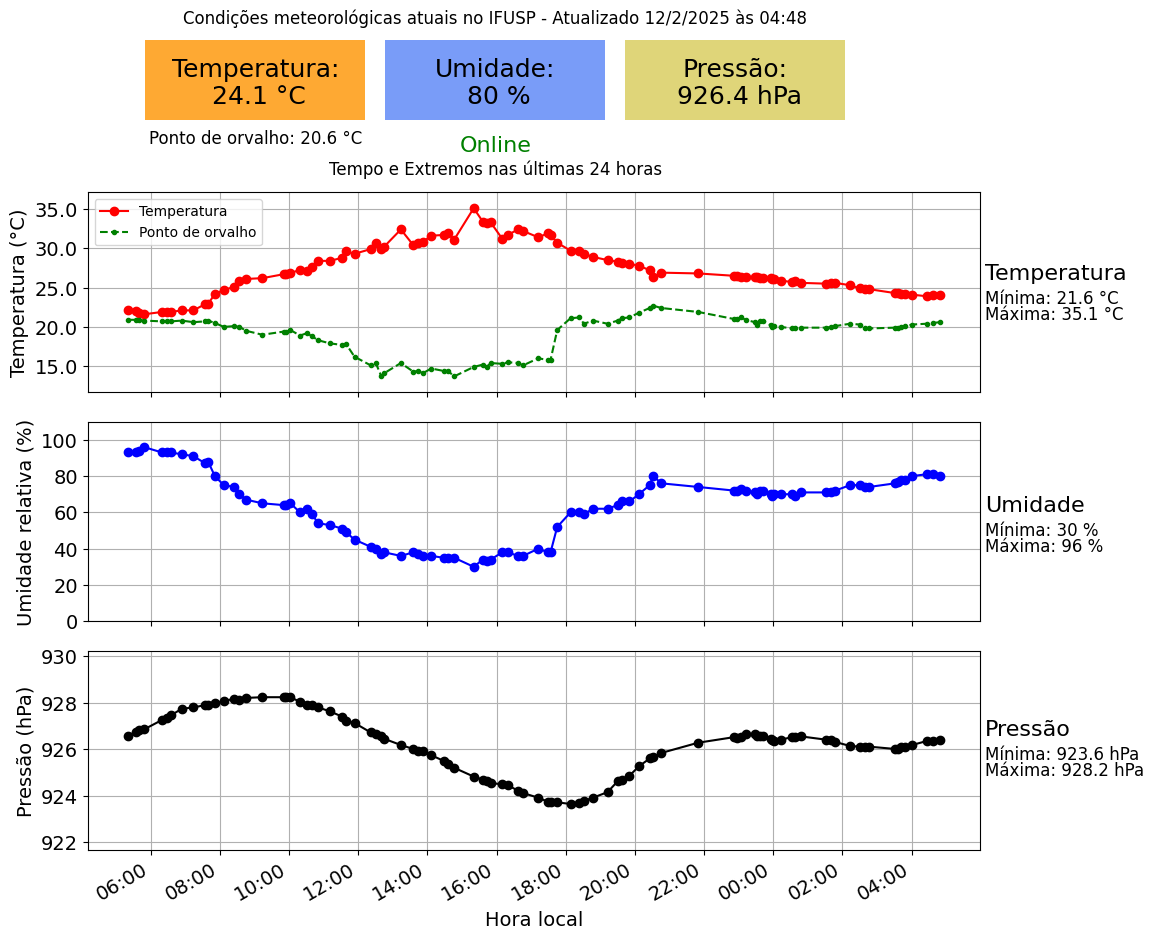 Condições meteorológicas atuais no IFUSP - Atualizado 12/2/2025 às 04:48
Temperatura:
24.1 °C
Umidade:
80 %
Pressão:
926.4 hPa
Ponto de orvalho: 20.6 °C
Online
Tempo e Extremos nas últimas 24 horas
Temperatura (°C)
35.0
30.0
25.0
20.0
15.0
Temperatura
Ponto de orvalho
Temperatura
Mínima: 21.6 °C
Máxima: 35.1 °C
Umidade relativa (%)
100
80
60
40
20
0
Umidade
Mínima: 30 %
Máxima: 96 %
Pressão (hPa)
930
928
926
924
922
Pressão
Mínima: 923.6 hPa
Máxima: 928.2 hPa
06:00 08:00 10:00 12:00 14:00 16:00 18:00 20:00 22:00 00:00 02:00 04:00
Hora local